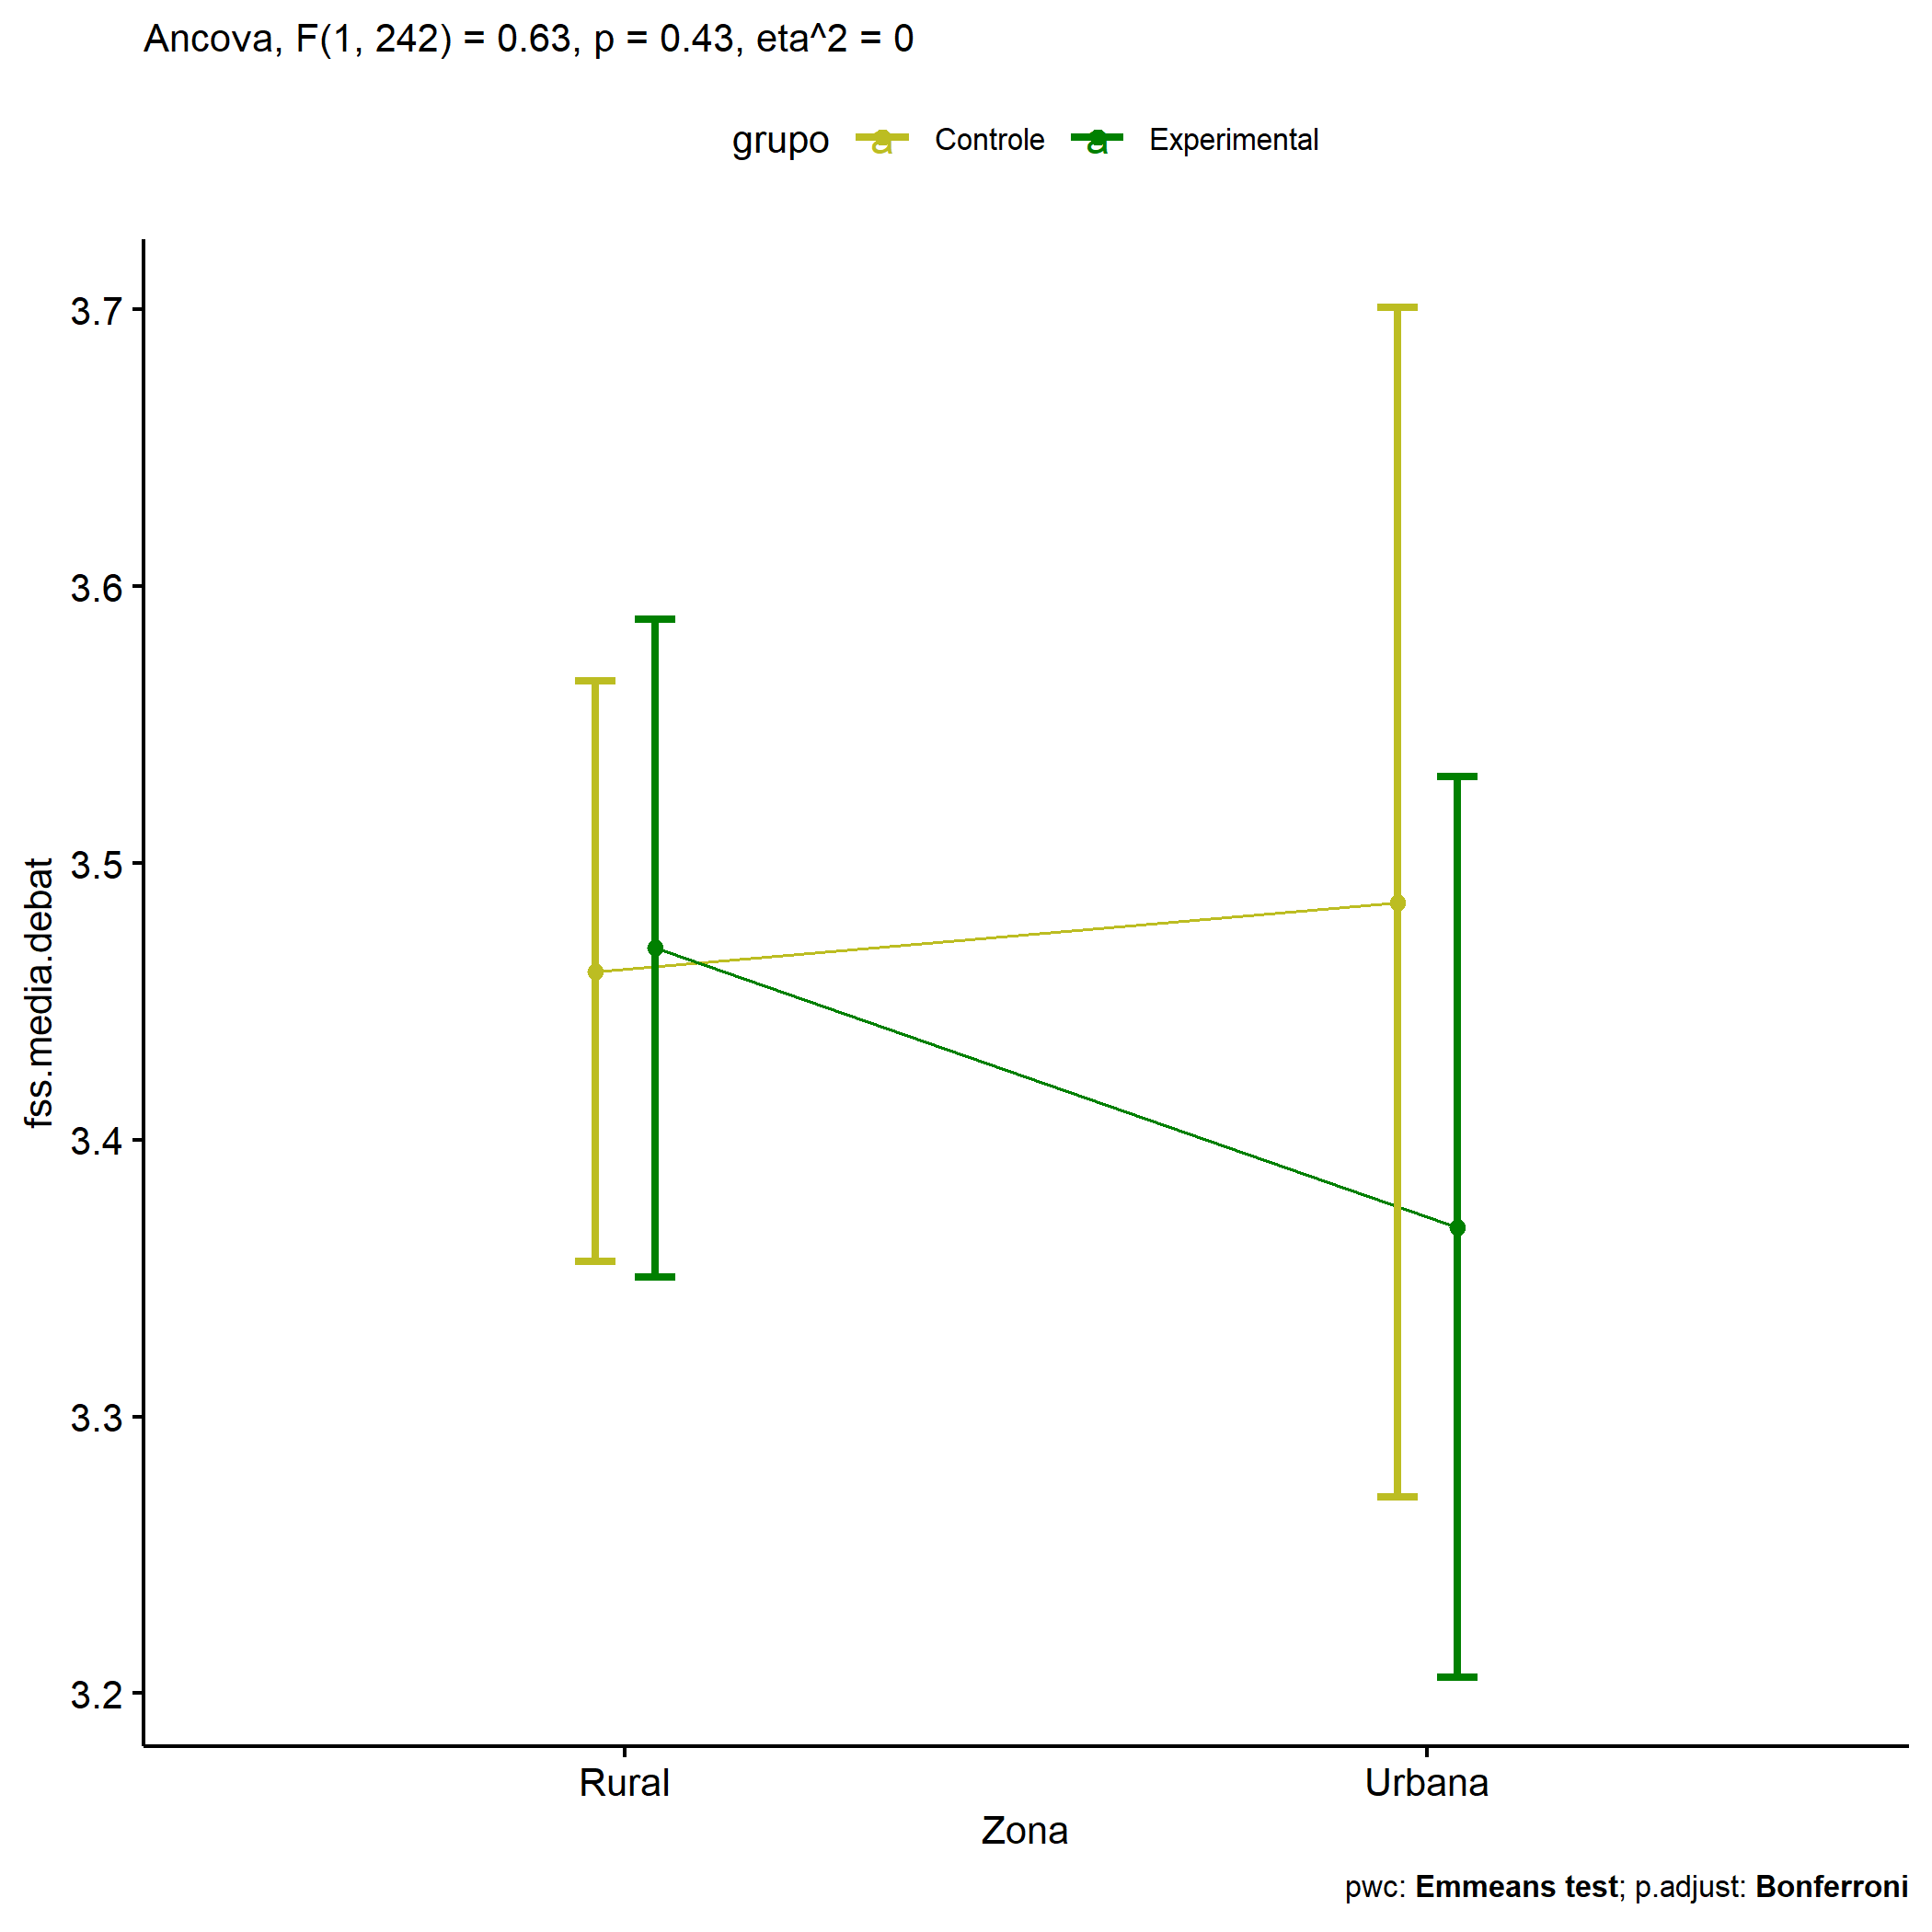 Ancova, F(1, 242) = 0.63, p = 0.43, eta^2 = 0
grupo a Controle a Experimental
3.7
3.6
3.5
3.4
3.3
3.2
fss.media.debat
Rural Urbana
Zona
pwc: Emmeans test; p.adjust: Bonferroni